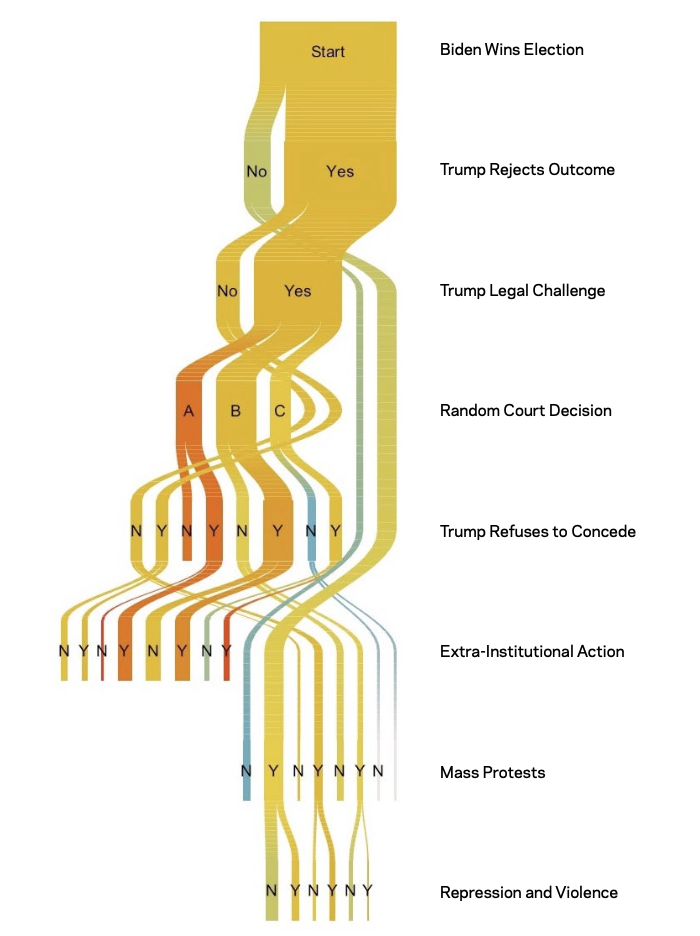 Start Biden Wins Election
No Yes Trump Rejects Outcome
No Yes Trump Legal Challenge
A B C Random Court Decision
N Y N Y N Y N Y Trump Refuses to Concede
N Y N Y N Y N Y Extra-Institutional Action
N Y N Y N Y N Mass Protests
N Y N Y N Y Repression and Violence